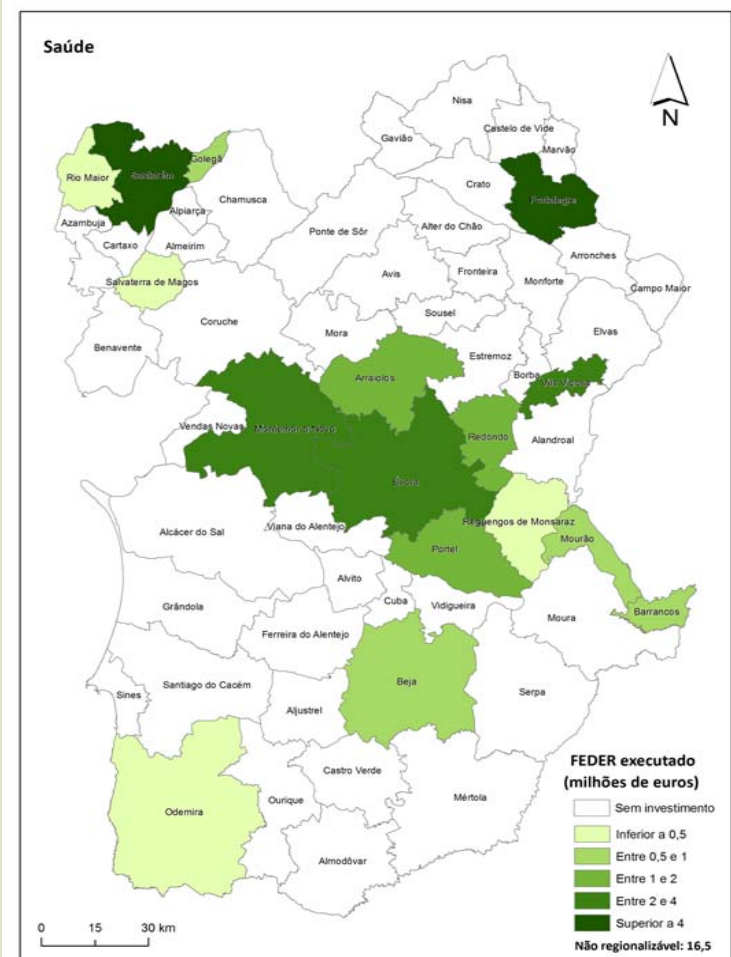 Saúde
N
Nisa
Castelo de Vide
Gavião
Marvão
Golegã
Rio Maior
Santarém
Crato
Portalegre
Chamusca
Alpiarça
Azambuja
Ponte de Sôr
Alter do Chão
Cartaxo
Almeirim
Arronches
Avis
Fronteira
Monforte
Salvaterra de Magos
Campo Maior
Sousel
Coruche
Mora
Elvas
Benavente
Estremoz
Borba
Arraiolos
Vila Viçosa
Vendas Novas
Montemor-o-Novo
Redondo
Alandroal
Évora
Reguengos de Monsaraz
Viana do Alentejo
Alcácer do Sal
Mourão
Portel
Alvito
Grândola
Cuba
Vidigueira
Barrancos
Moura
Ferreira do Alentejo
Beja
Santiago do Cacém
Serpa
Sines
Aljustrel
Castro Verde
Mértola
Ourique
Odemira
Almodôvar
FEDER executado
(milhões de euros)
Sem investimento
Inferior a 0,5
Entre 0,5 e 1
Entre 1 e 2
Entre 2 e 4
Superior a 4
Não regionalizável: 16,5
0 15 30 km